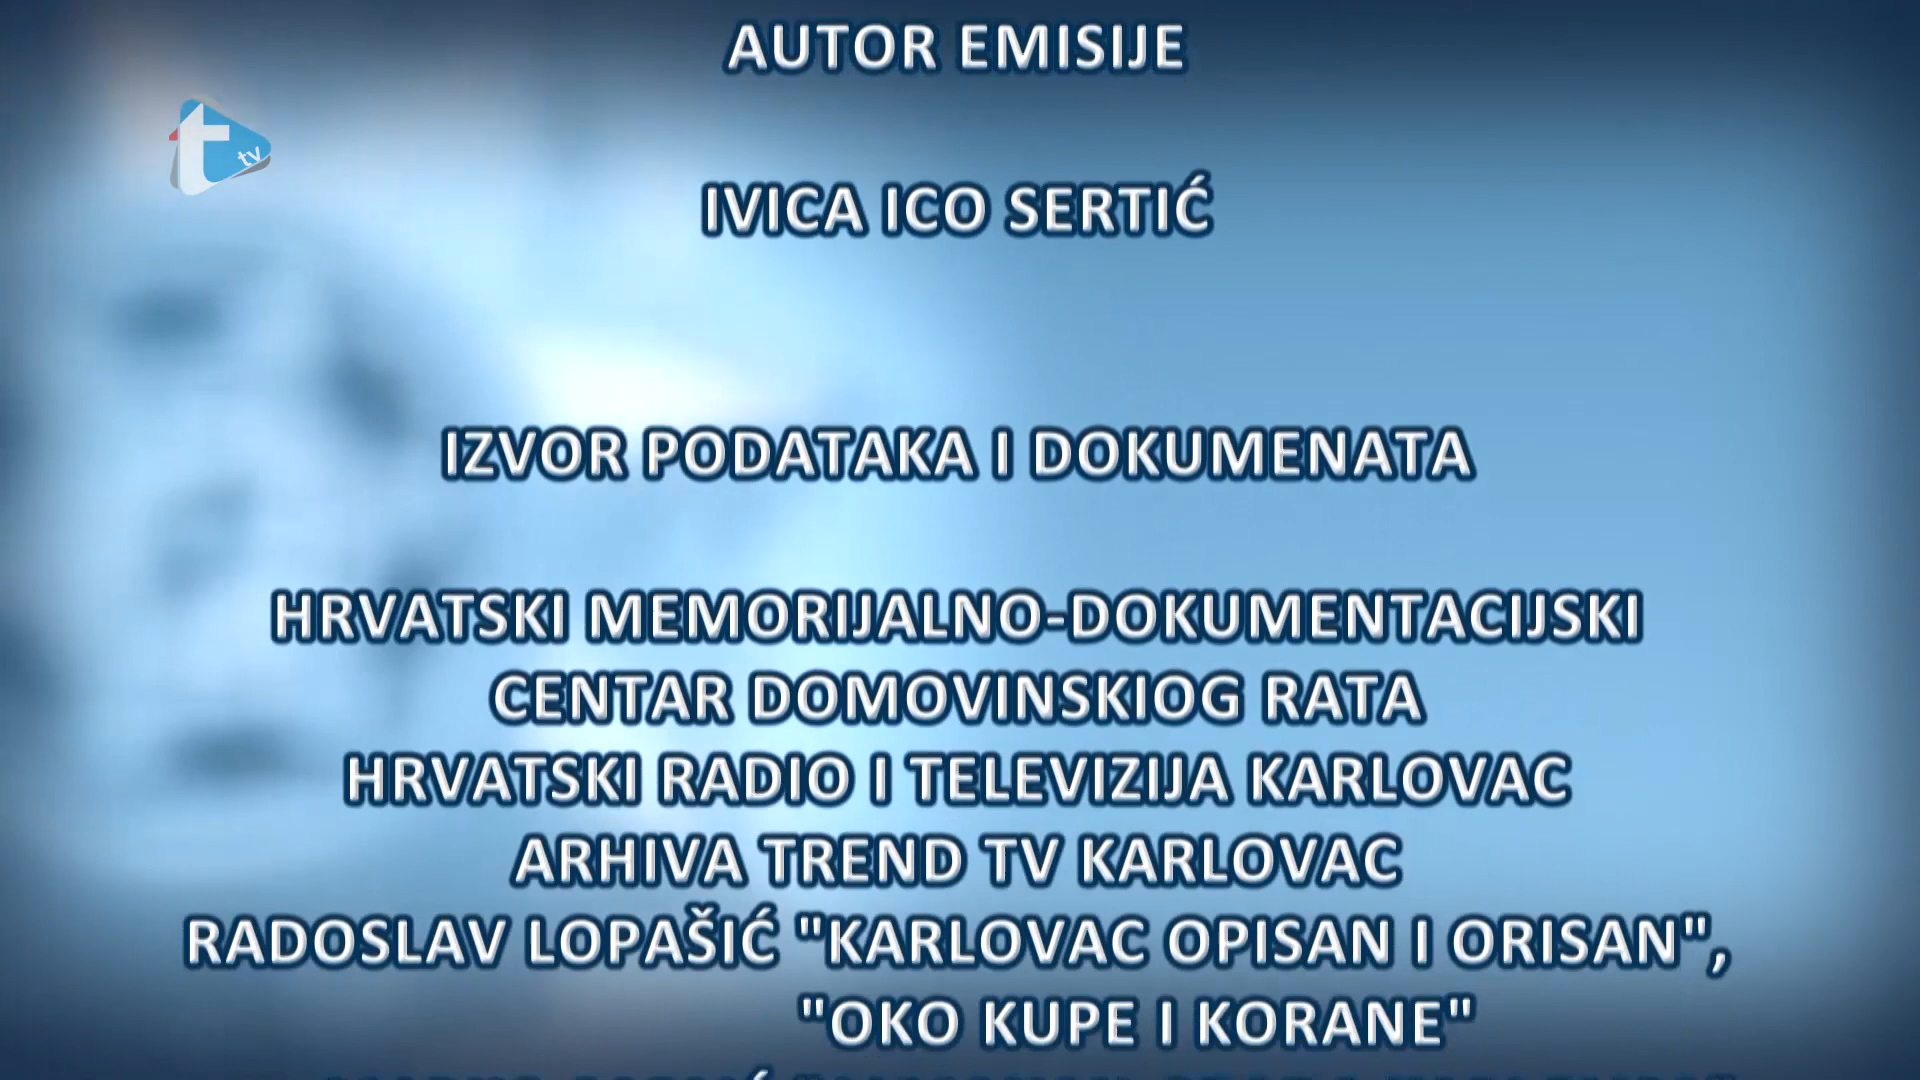 AUTOR EMISIJE
t tv
IVICA ICO SERTIĆ
IZVOR PODATAKA I DOKUMENATA
HRVATSKI MEMORIJALNO-DOKUMENTACIJSKI
CENTAR DOMOVINSKIOG RATA
HRVATSKI RADIO I TELEVIZIJA KARLOVAC
ARHIVA TREND TV KARLOVAC
RADOSLAV LOPAŠIĆ "KARLOVAC OPISAN I ORISAN",
"OKO KUPE I KORANE"